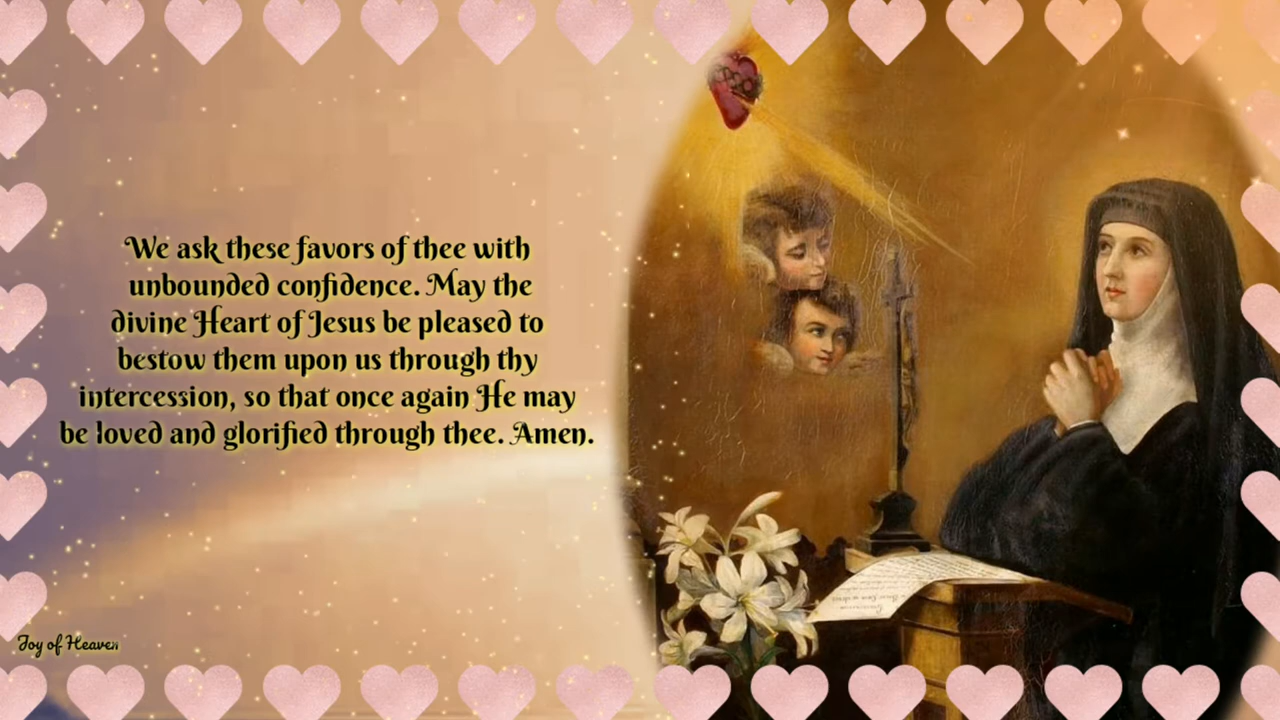 We ask these favors of thee with
unbounded confidence. May the
divine Heart of Jesus be pleased to
bestow them upon us through thy
intercession, so that once again He may
be loved and glorified through thee. Amen.
Joy of Heaven